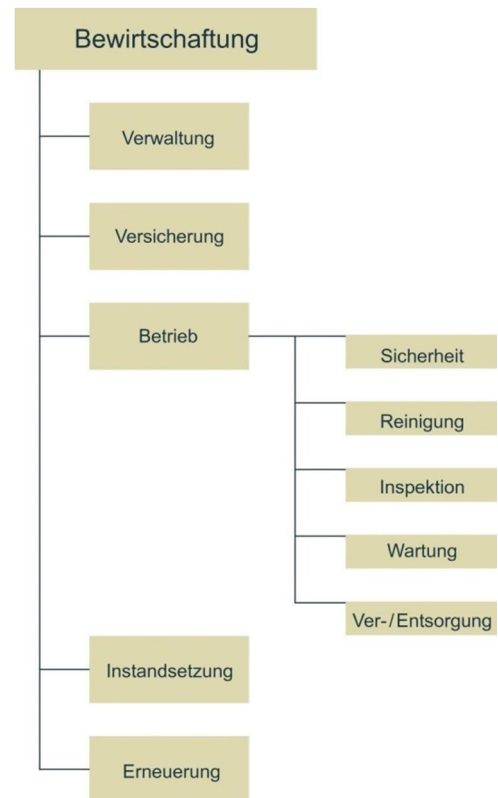 Bewirtschaftung
Verwaltung
Versicherung
Betrieb
Sicherheit
Reinigung
Inspektion
Wartung
Ver-/Entsorgung
Instandsetzung
Erneuerung